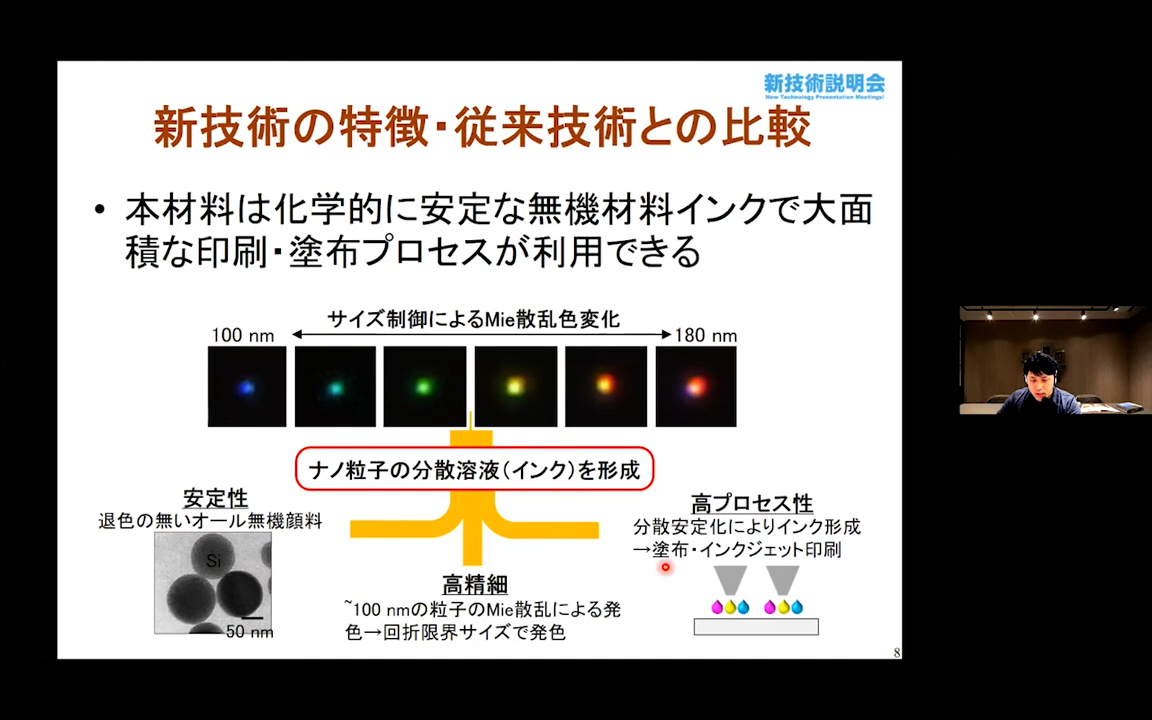 新技術説明会
New Technology Presentation Meetings!
新技術の特徴・従来技術との比較
• 本材料は化学的に安定な無機材料インクで大面
積な印刷・塗布プロセスが利用できる
サイズ制御によるMie散乱色変化
100 nm
180 nm
ナノ粒子の分散溶液(インク)を形成
安定性
退色の無いオール無機顔料
Si
50 nm
高精細
~100 nmの粒子のMie散乱による発
色→回折限界サイズで発色
高プロセス性
分散安定化によりインク形成
→塗布・インクジェット印刷
8